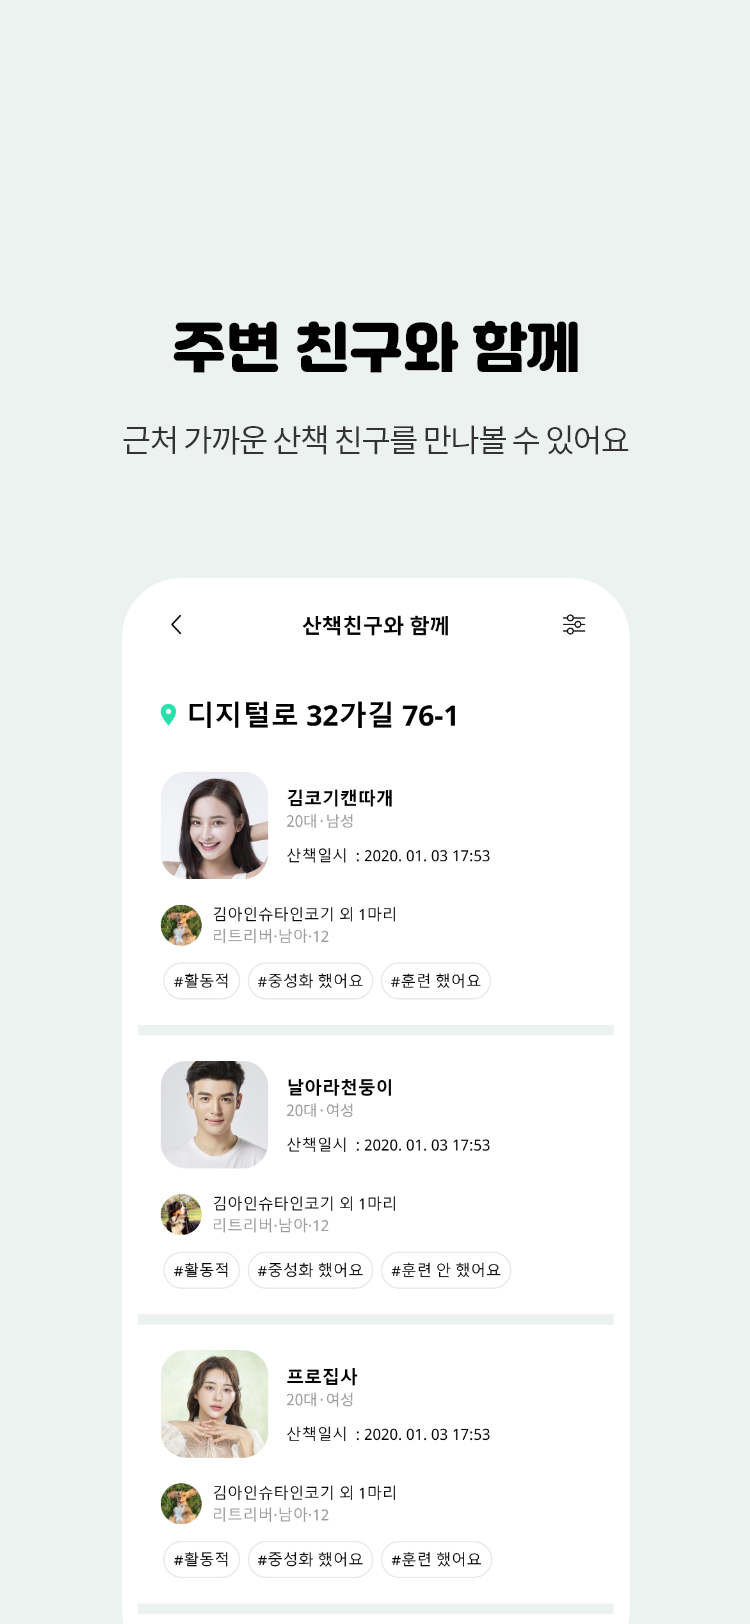 주변 친구와 함께
근처 가까운 산책 친구를 만나볼 수 있어요
산책친구와 함께
디지털로 32가길 76-1
김코기캔따개
20대·남성
산책일시 : 2020. 01. 03 17:53
김아인슈타인코기 외 1마리
리트리버·남아·12
#활동적 #중성화 했어요 #훈련 했어요
날아라천둥이
20대·여성
산책일시 : 2020. 01. 03 17:53
김아인슈타인코기 외 1마리
리트리버·남아·12
#활동적 #중성화 했어요 #훈련 안 했어요
프로집사
20대·여성
산책일시 : 2020. 01. 03 17:53
김아인슈타인코기 외 1마리
리트리버·남아·12
#활동적 #중성화 했어요 #훈련 했어요